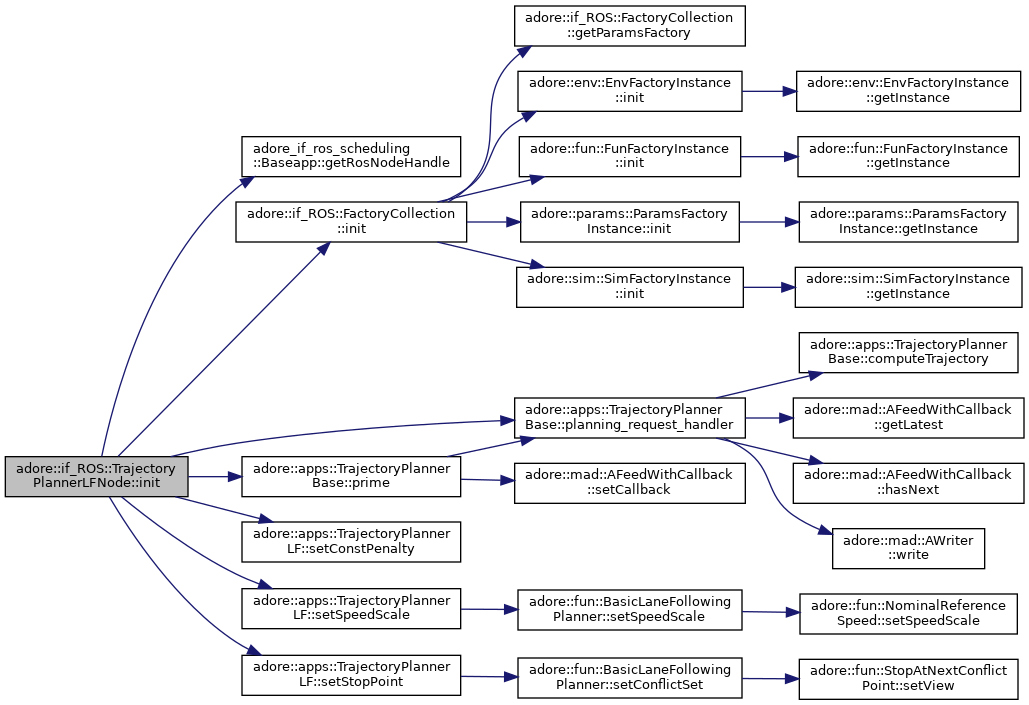 adore::if_ROS::FactoryCollection
::getParamsFactory
adore::env::EnvFactoryInstance
::init
adore::env::EnvFactoryInstance
::getInstance
adore_if_ros_scheduling
::Baseapp::getRosNodeHandle
adore::fun::FunFactoryInstance
::init
adore::fun::FunFactoryInstance
::getInstance
adore::if_ROS::FactoryCollection
::init
adore::params::ParamsFactory
Instance::init
adore::params::ParamsFactory
Instance::getInstance
adore::sim::SimFactoryInstance
::init
adore::sim::SimFactoryInstance
::getInstance
adore::apps::TrajectoryPlanner
Base::computeTrajectory
adore::apps::TrajectoryPlanner
Base::planning_request_handler
adore::mad::AFeedWithCallback
::getLatest
adore::if_ROS::Trajectory
PlannerLFNode::init
adore::apps::TrajectoryPlanner
Base::prime
adore::mad::AFeedWithCallback
::setCallback
adore::mad::AFeedWithCallback
::hasNext
adore::apps::TrajectoryPlanner
LF::setConstPenalty
adore::mad::AWriter
::write
adore::apps::TrajectoryPlanner
LF::setSpeedScale
adore::fun::BasicLaneFollowing
Planner::setSpeedScale
adore::fun::NominalReference
Speed::setSpeedScale
adore::apps::TrajectoryPlanner
LF::setStopPoint
adore::fun::BasicLaneFollowing
Planner::setConflictSet
adore::fun::StopAtNextConflict
Point::setView